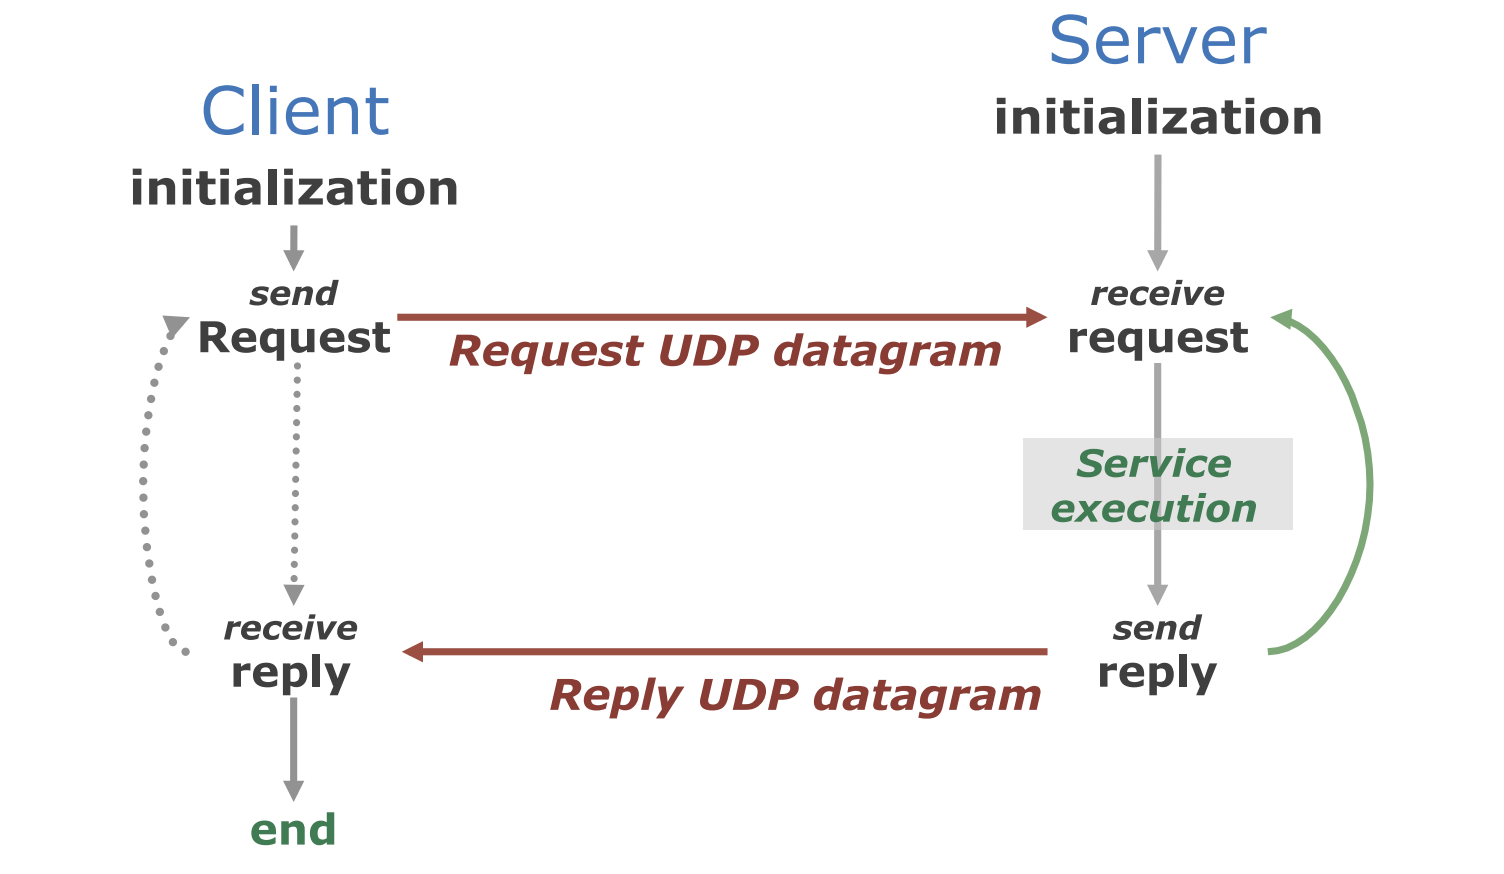 Server
initialization
Client
initialization
send
Request
Request UDP datagram
receive
request
Service
execution
receive
reply
Reply UDP datagram
send
reply
end